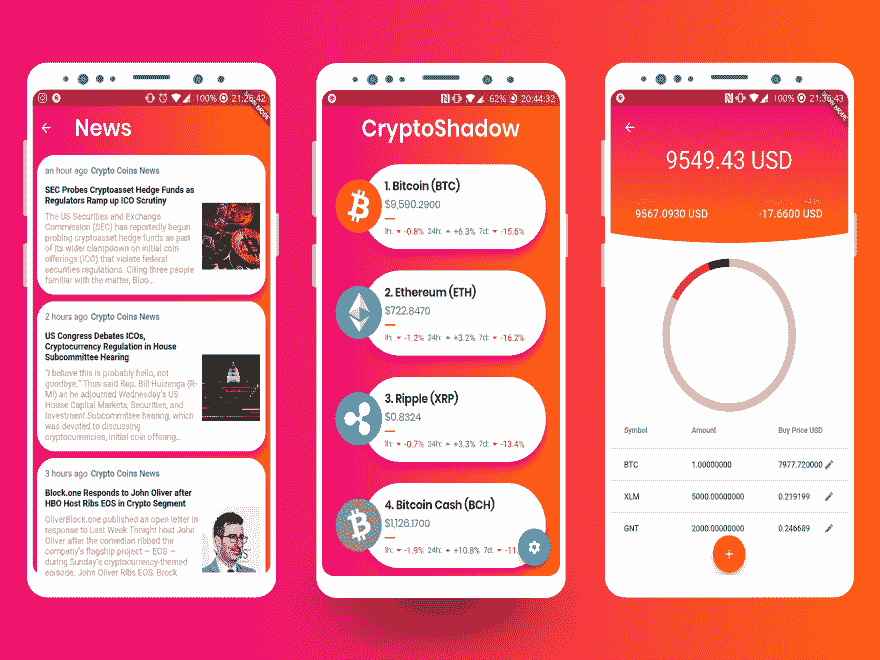 100% 21:26:42
News
an hour ago Crypto Coins News
SEC Probes Cryptoasset Hedge Funds as
Regulators Ramp up ICO Scrutiny
The US Securities and Exchange
Commission (SEC) has reportedly begun
probing cryptoasset hedge funds as part
of its wider clampdown on initial coin
offerings (ICO) that violate federal
securities regulations. Citing three people
familiar with the matter, Bloo...
2 hours ago Crypto Coins News
US Congress Debates ICOs,
Cryptocurrency Regulation in House
Subcommittee Hearing
"I believe this is probably hello, not
goodbye." Thus said Rep. Bill Huizenga (R-
MI) as he adjourned Wednesday's US
House Capital Markets, Securities, and
Investment Subcommittee hearing, which
was devoted to discussing
cryptocurrencies, initial coin offering...
3 hours ago Crypto Coins News
Block.one Responds to John Oliver after
HBO Host Ribs EOS in Crypto Segment
OliverBlock.one published an open letter in
response to Last Week Tonight host John
Oliver after the comedian ribbed the
company's flagship project – EOS –
during Sunday's cryptocurrency-themed
episode. John Oliver Ribs EOS, Brock
62% 20:44:32
CryptoShadow
1. Bitcoin (BTC)
$9,590.2900
1h: -0.8% 24h: +6.3% 7d: -15.6%
2. Ethereum (ETH)
$722.8470
1h: -1.2% 24h: +3.2% 7d: -16.2%
3. Ripple (XRP)
$0.8324
1h: -0.7% 24h: +3.3% 7d: -13.4%
4. Bitcoin Cash (BCH)
$1,126.1700
1h: -1.9% 24h: +10.8% 7d: -11.
100% 21:36:43
9549.43 USD
9567.0930 USD -17.6600 USD
Symbol Amount Buy Price USD
BTC 1.00000000 7977.720000
XLM 5000.00000000 0.219199
GNT 2000.00000000 0.246689
+